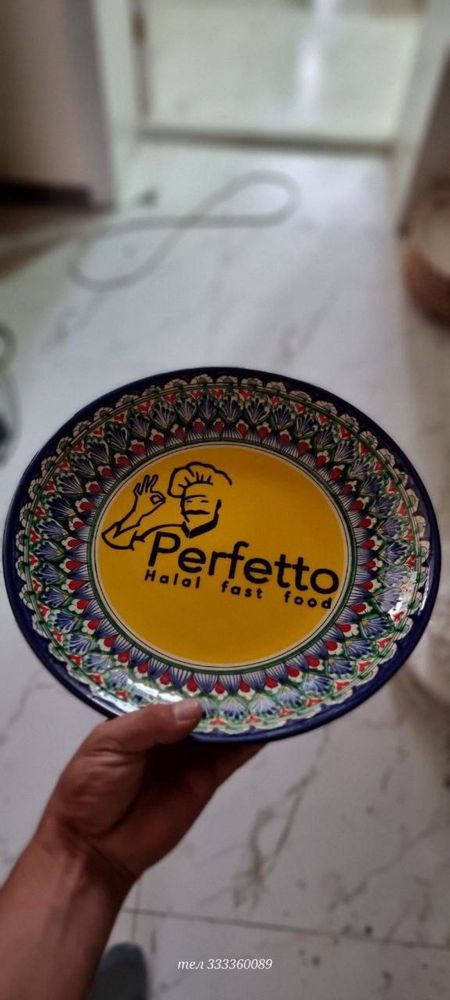 Perfetto
Halal fast food
тел 333360089